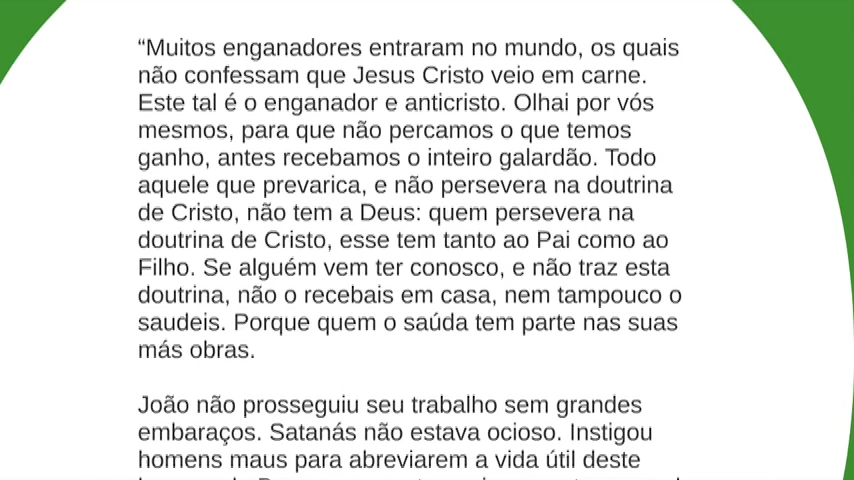 “Muitos enganadores entraram no mundo, os quais
não confessam que Jesus Cristo veio em carne.
Este tal é o enganador e anticristo. Olhai por vós
mesmos, para que não percamos o que temos
ganho, antes recebamos o inteiro galardão. Todo
aquele que prevarica, e não persevera na doutrina
de Cristo, não tem a Deus: quem persevera na
doutrina de Cristo, esse tem tanto ao Pai como ao
Filho. Se alguém vem ter conosco, e não traz esta
doutrina, não o recebais em casa, nem tampouco o
saudeis. Porque quem o saúda tem parte nas suas
más obras.
João não prosseguiu seu trabalho sem grandes
embaraços. Satanás não estava ocioso. Instigou
homens maus para abreviarem a vida útil deste